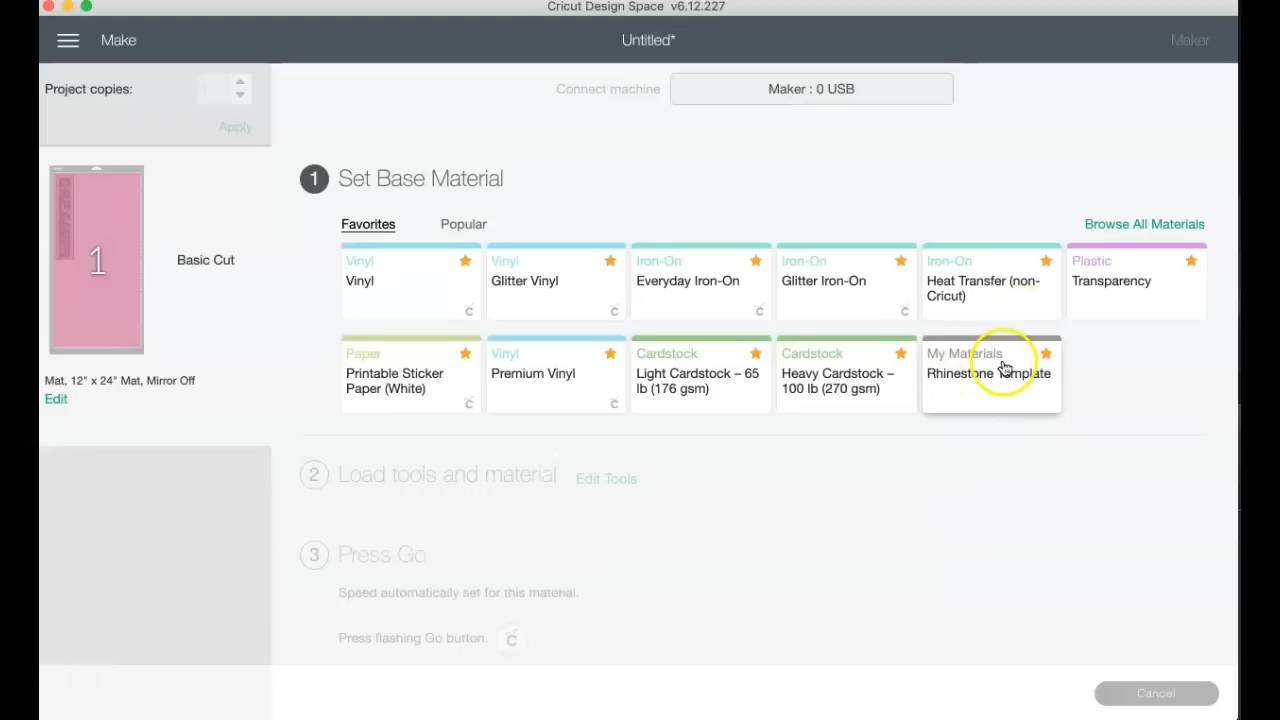 Cricut Design Space v6.12.227
Make
Untitled*
Maker
Project copies:
Apply
Connect machine
Maker : 0 USB
1
Basic Cut
Mat, 12" x 24" Mat, Mirror Off
Edit
1 Set Base Material
Favorites Popular Browse All Materials
Vinyl
Vinyl
Vinyl
Glitter Vinyl
Iron-On
Everyday Iron-On
Iron-On
Glitter Iron-On
Iron-On
Heat Transfer (non-
Cricut)
Plastic
Transparency
Paper
Printable Sticker
Paper (White)
Vinyl
Premium Vinyl
Cardstock
Light Cardstock – 65
lb (176 gsm)
Cardstock
Heavy Cardstock –
100 lb (270 gsm)
My Materials
Rhinestone Template
2 Load tools and material Edit Tools
3 Press Go
Speed automatically set for this material.
Press flashing Go button.
Cancel